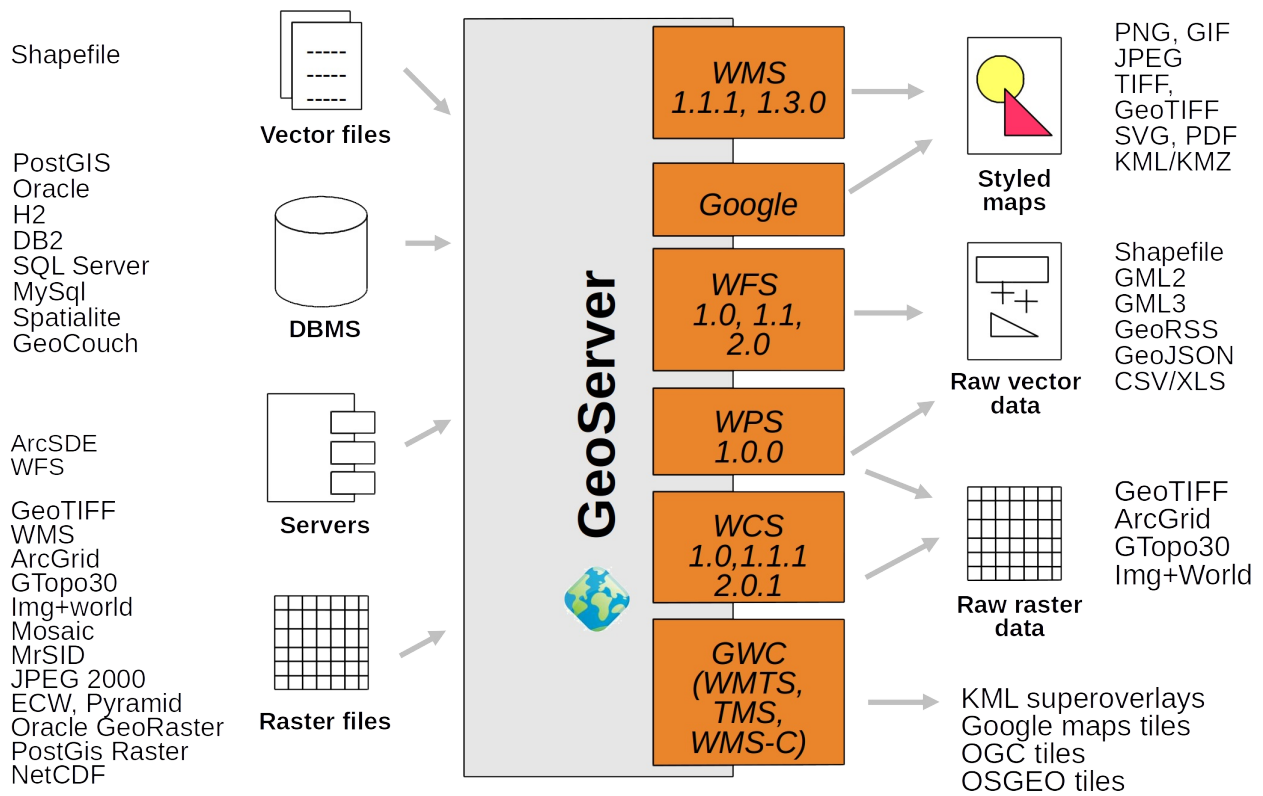 Shapefile
Vector files
PostGIS
Oracle
H2
DB2
SQL Server
MySql
Spatialite
GeoCouch
DBMS
ArcSDE
WFS
Servers
GeoTIFF
WMS
ArcGrid
GTopo30
Img+world
Mosaic
MrSID
JPEG 2000
ECW, Pyramid
Oracle GeoRaster
PostGis Raster
NetCDF
Raster files
GeoServer
WMS
1.1.1, 1.3.0
Google
WFS
1.0, 1.1,
2.0
WPS
1.0.0
WCS
1.0,1.1.1
2.0.1
GWC
(WMTS,
TMS,
WMS-C)
Styled
maps
PNG, GIF
JPEG
TIFF,
GeoTIFF
SVG, PDF
KML/KMZ
Raw vector
data
Shapefile
GML2
GML3
GeoRSS
GeoJSON
CSV/XLS
Raw raster
data
GeoTIFF
ArcGrid
GTopo30
Img+World
KML superoverlays
Google maps tiles
OGC tiles
OSGEO tiles